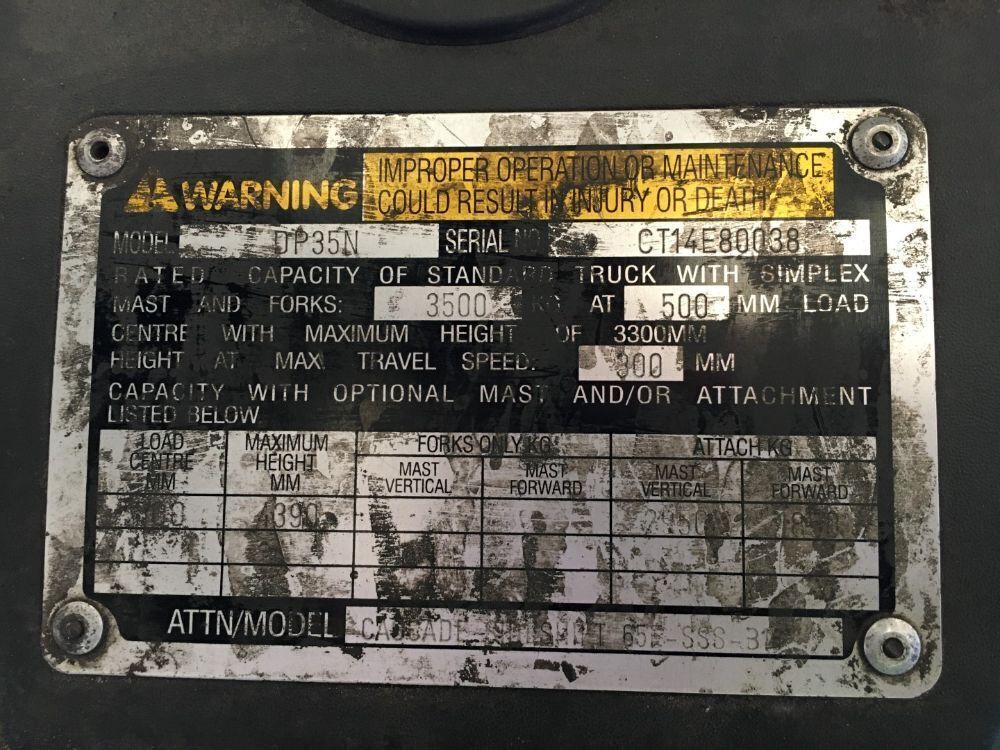 WARNING
IMPROPER OPERATION OR MAINTENANCE
COULD RESULT IN INJURY OR DEATH
MODEL DP35N SERIAL NO CT14E80038
RATED CAPACITY OF STANDARD TRUCK WITH SIMPLEX
MAST AND FORKS: 3500 KG AT 500 MM LOAD
CENTRE WITH MAXIMUM HEIGHT OF 3300MM
HEIGHT AT MAX TRAVEL SPEED: 300 MM
CAPACITY WITH OPTIONAL MAST AND/OR ATTACHMENT
LISTED BELOW
LOAD CENTRE MM MAXIMUM HEIGHT MM FORKS ONLY KG ATTACH KG
MAST VERTICAL MAST FORWARD MAST VERTICAL MAST FORWARD
ATTN/MODEL CASCADE